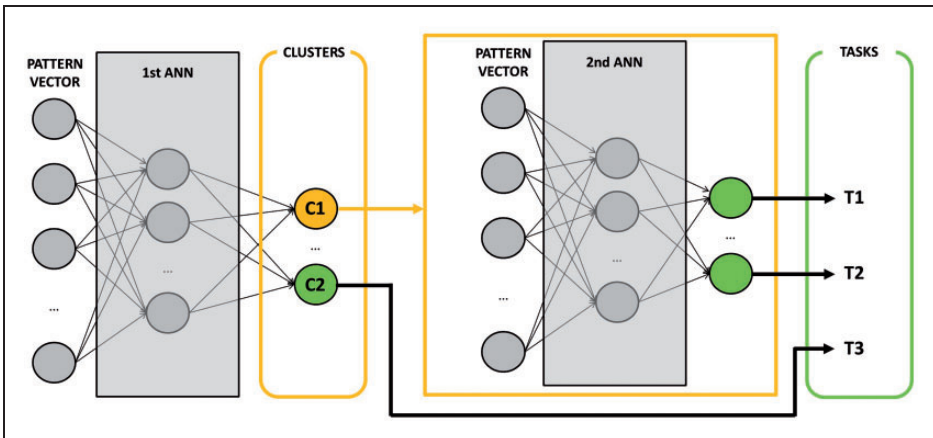 PATTERN
VECTOR
1st ANN
CLUSTERS
C1
...
C2
...
...
PATTERN
VECTOR
2nd ANN
...
...
...
TASKS
T1
T2
T3